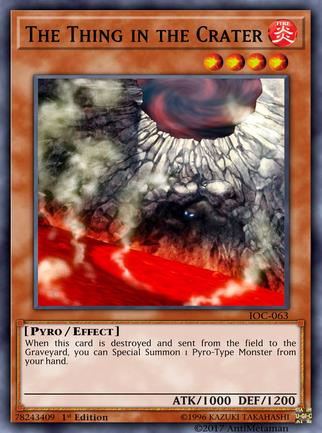 THE THING IN THE CRATER
FIRE
炎
IOC-063
[ PYRO / EFFECT ]
When this card is destroyed and sent from the field to the
Graveyard, you can Special Summon 1 Pyro-Type Monster from
your hand.
ATK/1000 DEF/1200
78243409 1st Edition ©1996 KAZUKI TAKAHASHI
©2017 AntiMetaman